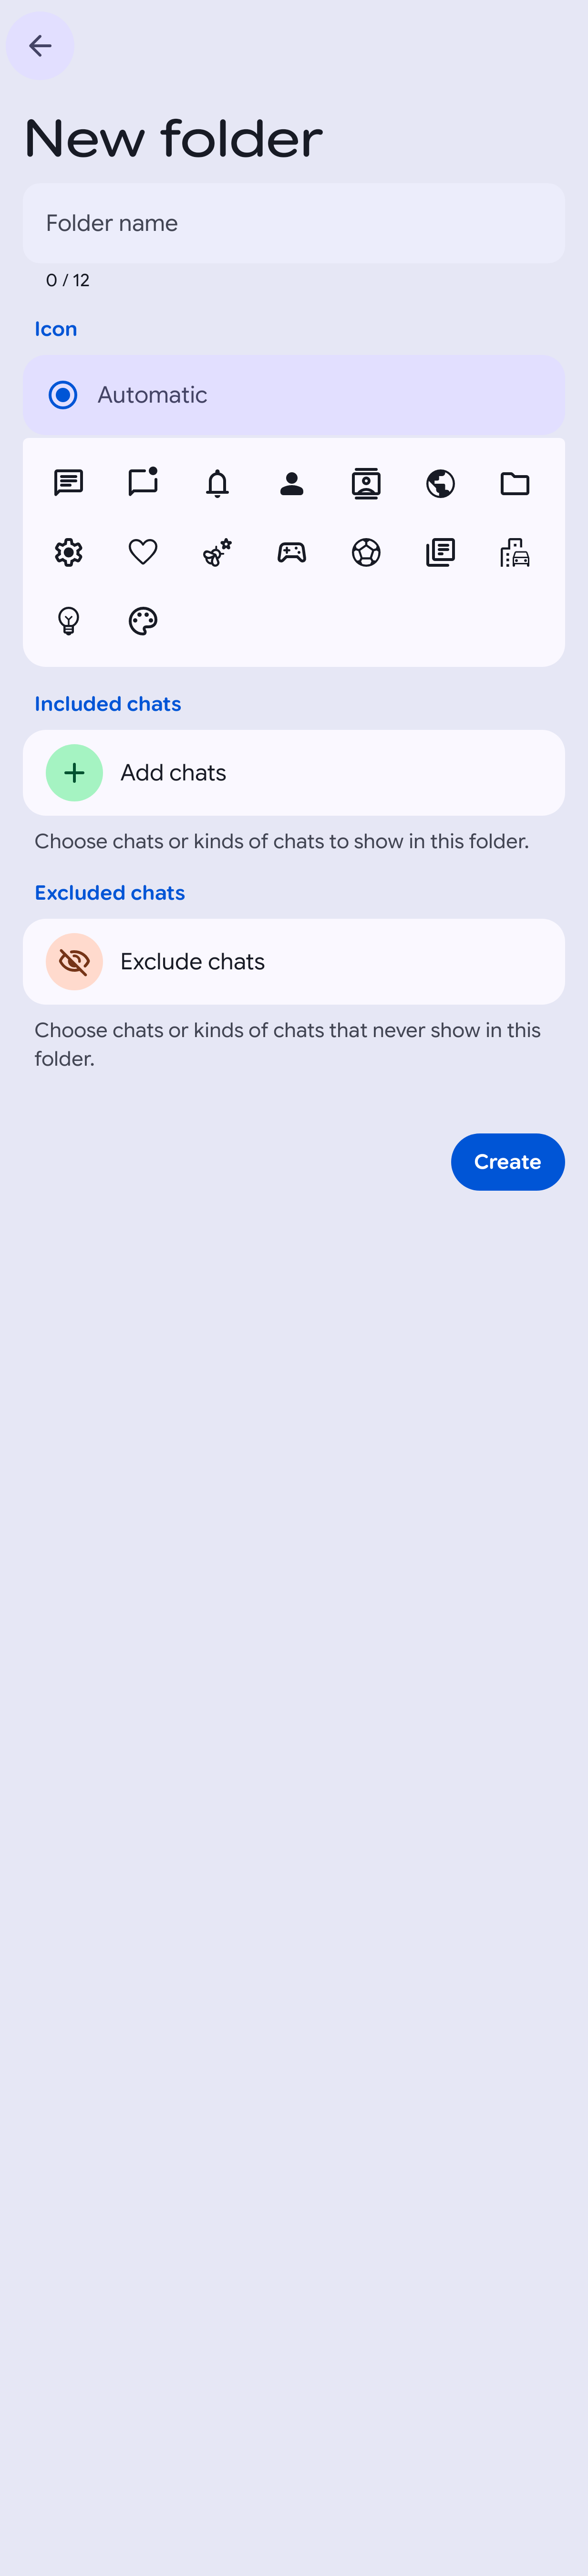 New folder
Folder name
0 / 12
Icon
Automatic
Included chats
Add chats
Choose chats or kinds of chats to show in this folder.
Excluded chats
Exclude chats
Choose chats or kinds of chats that never show in this
folder.
Create